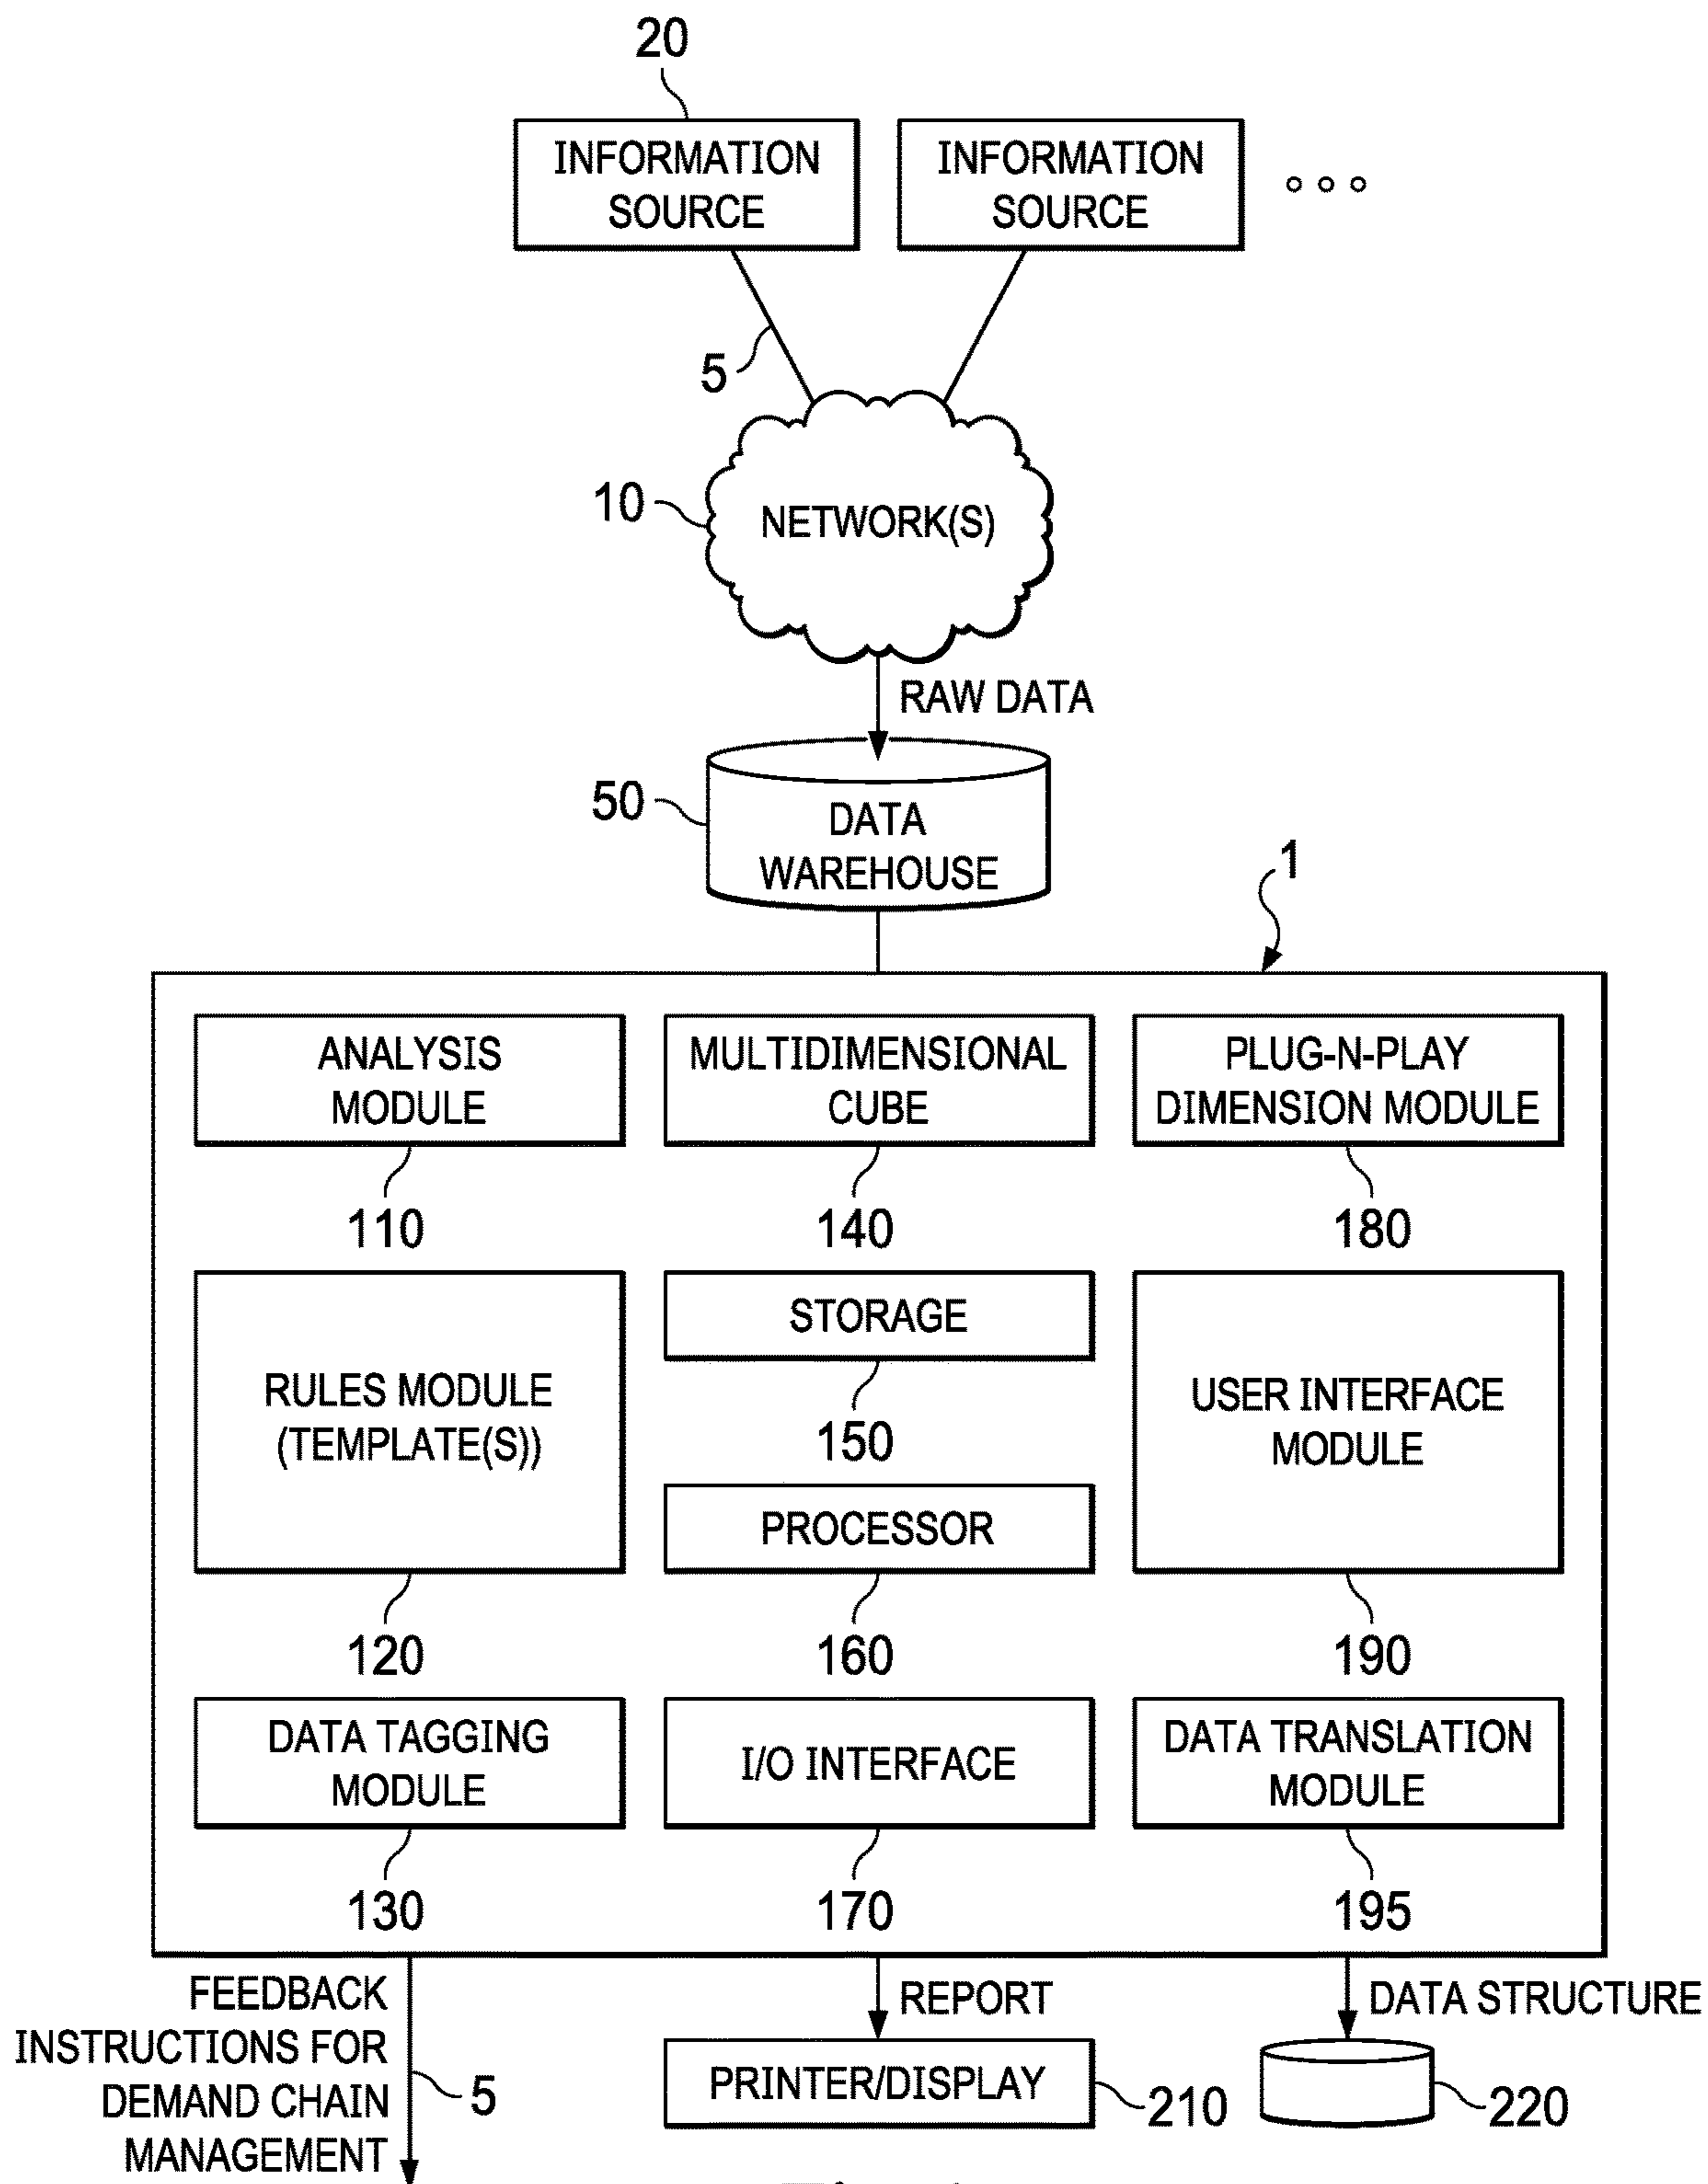 20
INFORMATION
SOURCE
INFORMATION
SOURCE
5
10
NETWORK(S)
RAW DATA
50
DATA
WAREHOUSE
1
ANALYSIS
MODULE
MULTIDIMENSIONAL
CUBE
PLUG-N-PLAY
DIMENSION MODULE
110
140
180
RULES MODULE
(TEMPLATE(S))
STORAGE
150
PROCESSOR
USER INTERFACE
MODULE
120
160
190
DATA TAGGING
MODULE
I/O INTERFACE
DATA TRANSLATION
MODULE
130
170
195
FEEDBACK
INSTRUCTIONS FOR
DEMAND CHAIN
MANAGEMENT
5
REPORT
PRINTER/DISPLAY
210
DATA STRUCTURE
220